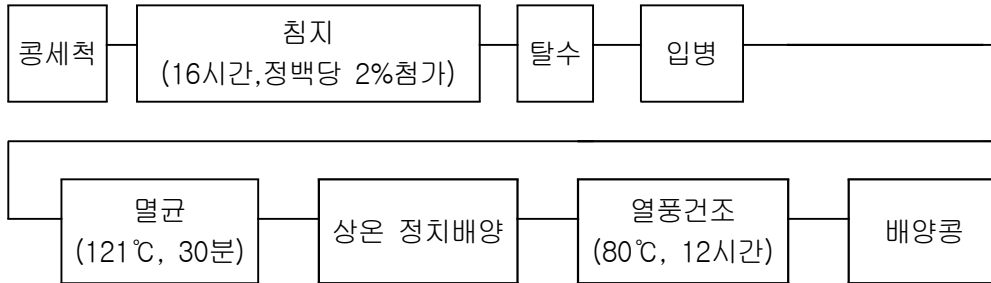 콩세척
침지
(16시간,정백당 2%첨가)
탈수
입병
멸균
(121℃, 30분)
상온 정치배양
열풍건조
(80℃, 12시간)
배양콩